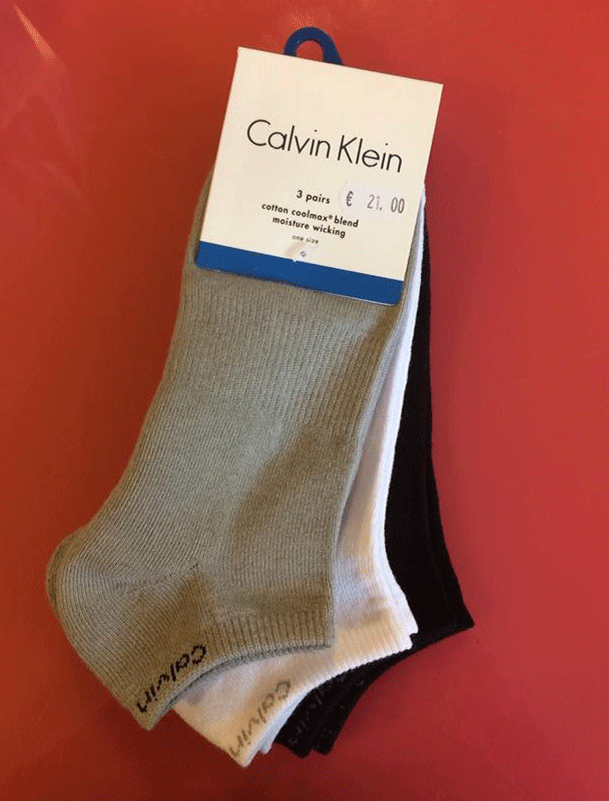 Calvin Klein
3 pairs € 21.00
cotton coolmax® blend
moisture wicking
one size
Calvin
Calvin